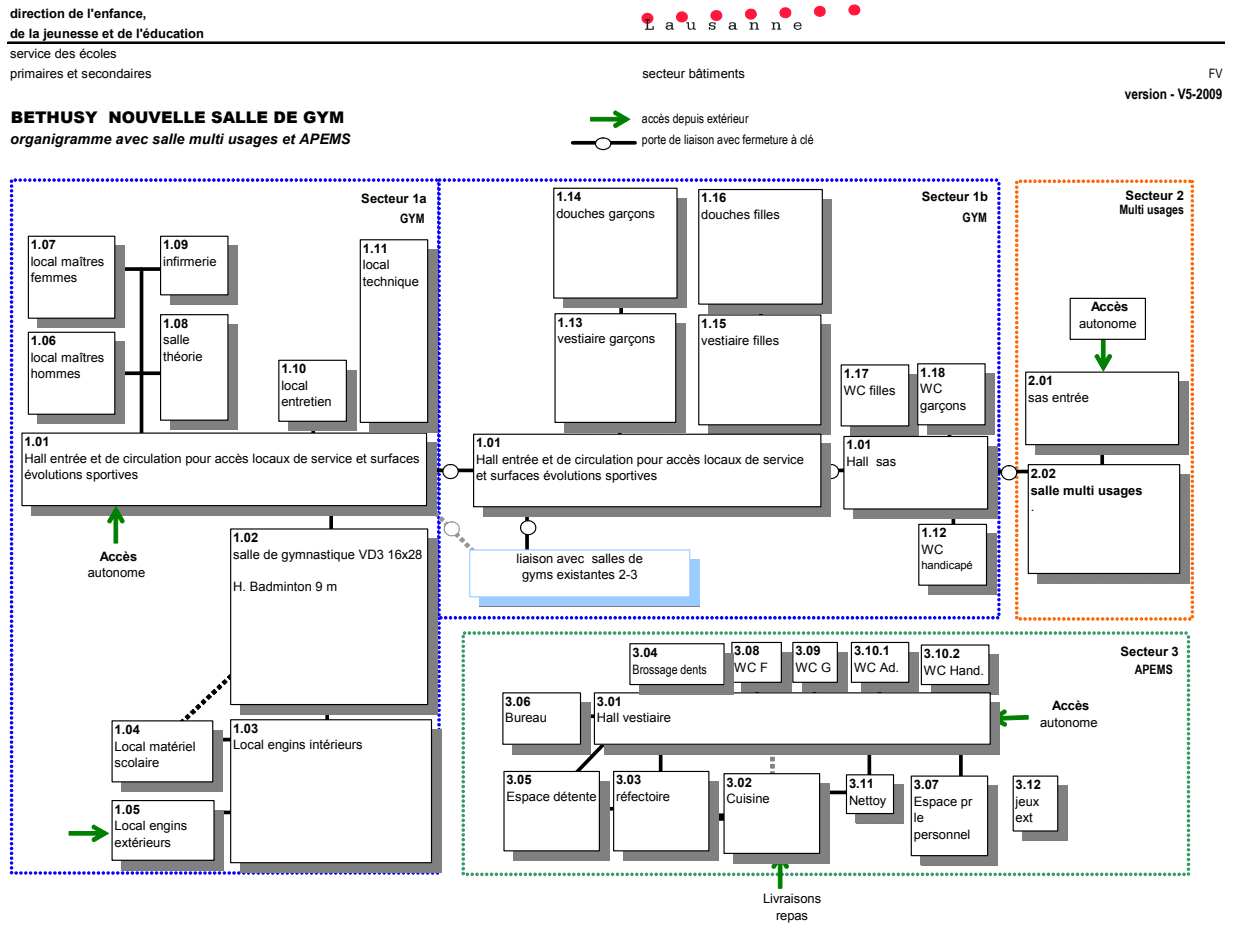 direction de l'enfance,
de la jeunesse et de l'éducation
Lausanne
service des écoles
primaires et secondaires
secteur bâtiments
FV
version - V5-2009
BETHUSY NOUVELLE SALLE DE GYM
organigramme avec salle multi usages et APEMS
accès depuis extérieur
porte de liaison avec fermeture à clé
Secteur 1a
GYM
1.07
local maîtres
femmes
1.09
infirmerie
1.11
local
technique
1.06
local maîtres
hommes
1.08
salle
théorie
1.10
local
entretien
1.01
Hall entrée et de circulation pour accès locaux de service et surfaces
évolutions sportives
Accès
autonome
1.02
salle de gymnastique VD3 16x28
H. Badminton 9 m
1.04
Local matériel
scolaire
1.03
Local engins intérieurs
1.05
Local engins
extérieurs
Secteur 1b
GYM
1.14
douches garçons
1.16
douches filles
1.13
vestiaire garçons
1.15
vestiaire filles
1.17
WC filles
1.18
WC
garçons
1.01
Hall entrée et de circulation pour accès locaux de service
et surfaces évolutions sportives
1.01
Hall sas
1.12
WC
handicapé
liaison avec salles de
gyms existantes 2-3
Secteur 2
Multi usages
Accès
autonome
2.01
sas entrée
2.02
salle multi usages
.
Secteur 3
APEMS
3.04
Brossage dents
3.08
WC F
3.09
WC G
3.10.1
WC Ad.
3.10.2
WC Hand.
3.06
Bureau
3.01
Hall vestiaire
Accès
autonome
3.05
Espace détente
3.03
réfectoire
3.02
Cuisine
3.11
Nettoy
3.07
Espace pr
le
personnel
3.12
jeux
ext
Livraisons
repas